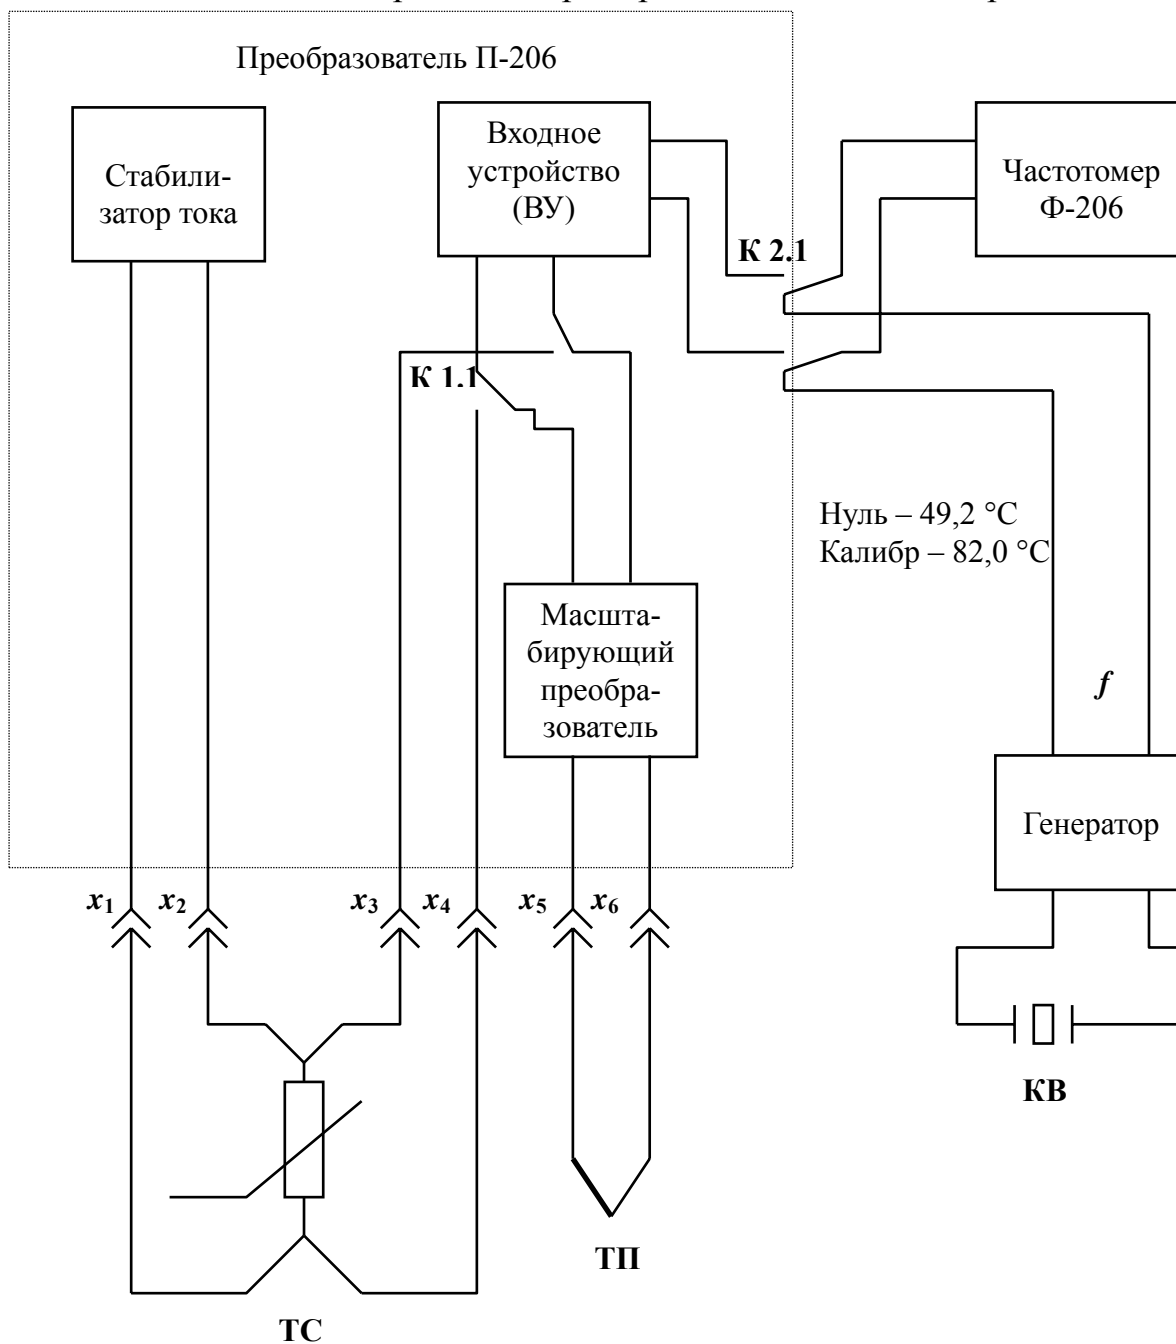 Преобразователь П-206
Стабили-
затор тока
Входное
устройство
(ВУ)
Частотомер
Ф-206
К 2.1
К 1.1
Нуль – 49,2 °С
Калибр – 82,0 °С
Масшта-
бирующий
преобра-
зователь
f
Генератор
x1 x2 x3 x4 x5 x6
КВ
ТП
ТС